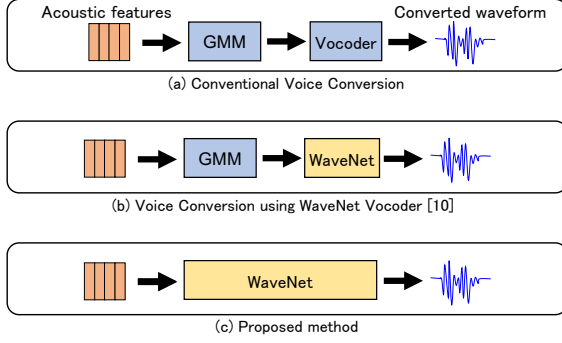 Acoustic features
Converted waveform
GMM
Vocoder
(a) Conventional Voice Conversion
GMM
WaveNet
(b) Voice Conversion using WaveNet Vocoder [10]
WaveNet
(c) Proposed method